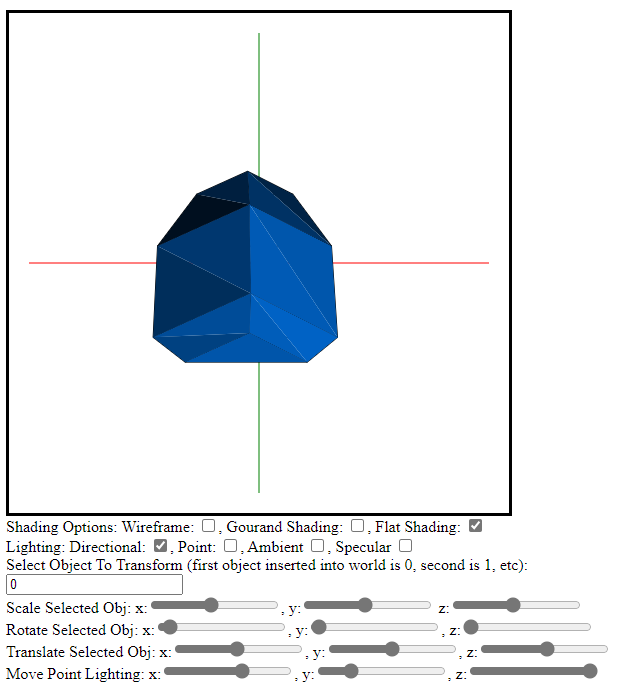 Shading Options: Wireframe: , Gourand Shading: , Flat Shading:
Lighting: Directional: , Point: , Ambient , Specular
Select Object To Transform (first object inserted into world is 0, second is 1, etc):
0
Scale Selected Obj: x: , y: z:
Rotate Selected Obj: x: , y: , z:
Translate Selected Obj: x: , y: , z:
Move Point Lighting: x: , y: , z: